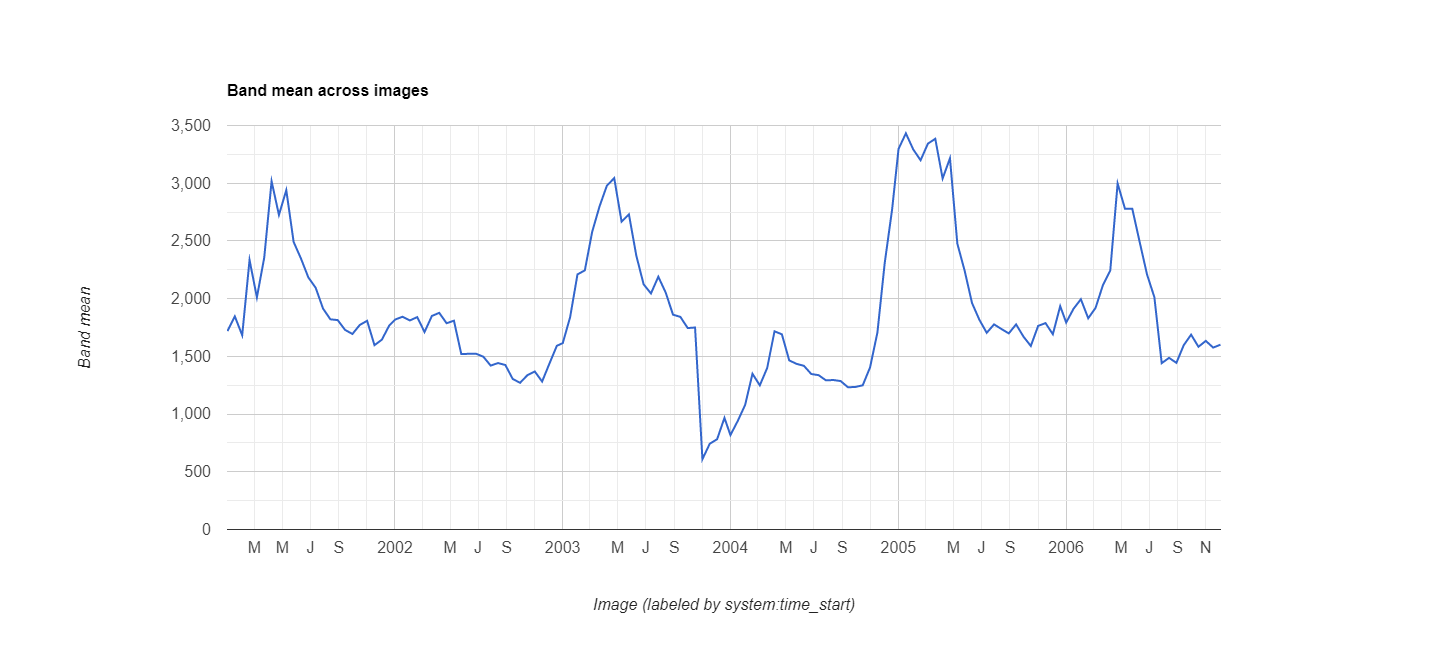 Band mean across images
3,500
3,000
2,500
2,000
1,500
1,000
500
0
Band mean
M M J S 2002 M J S 2003 M J S 2004 M J S 2005 M J S 2006 M J S N
Image (labeled by system:time_start)